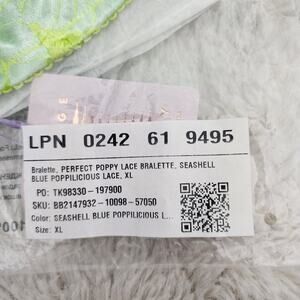 LPN 0242 61 9495
Bralette, PERFECT POPPY LACE BRALETTE, SEASHELL
BLUE POPPILICIOUS LACE, XL
PO: TK98330-197900
SKU: BB2147932-10098-57050
Color: SEASHELL BLUE POPPILICIOUS L...
Size: XL